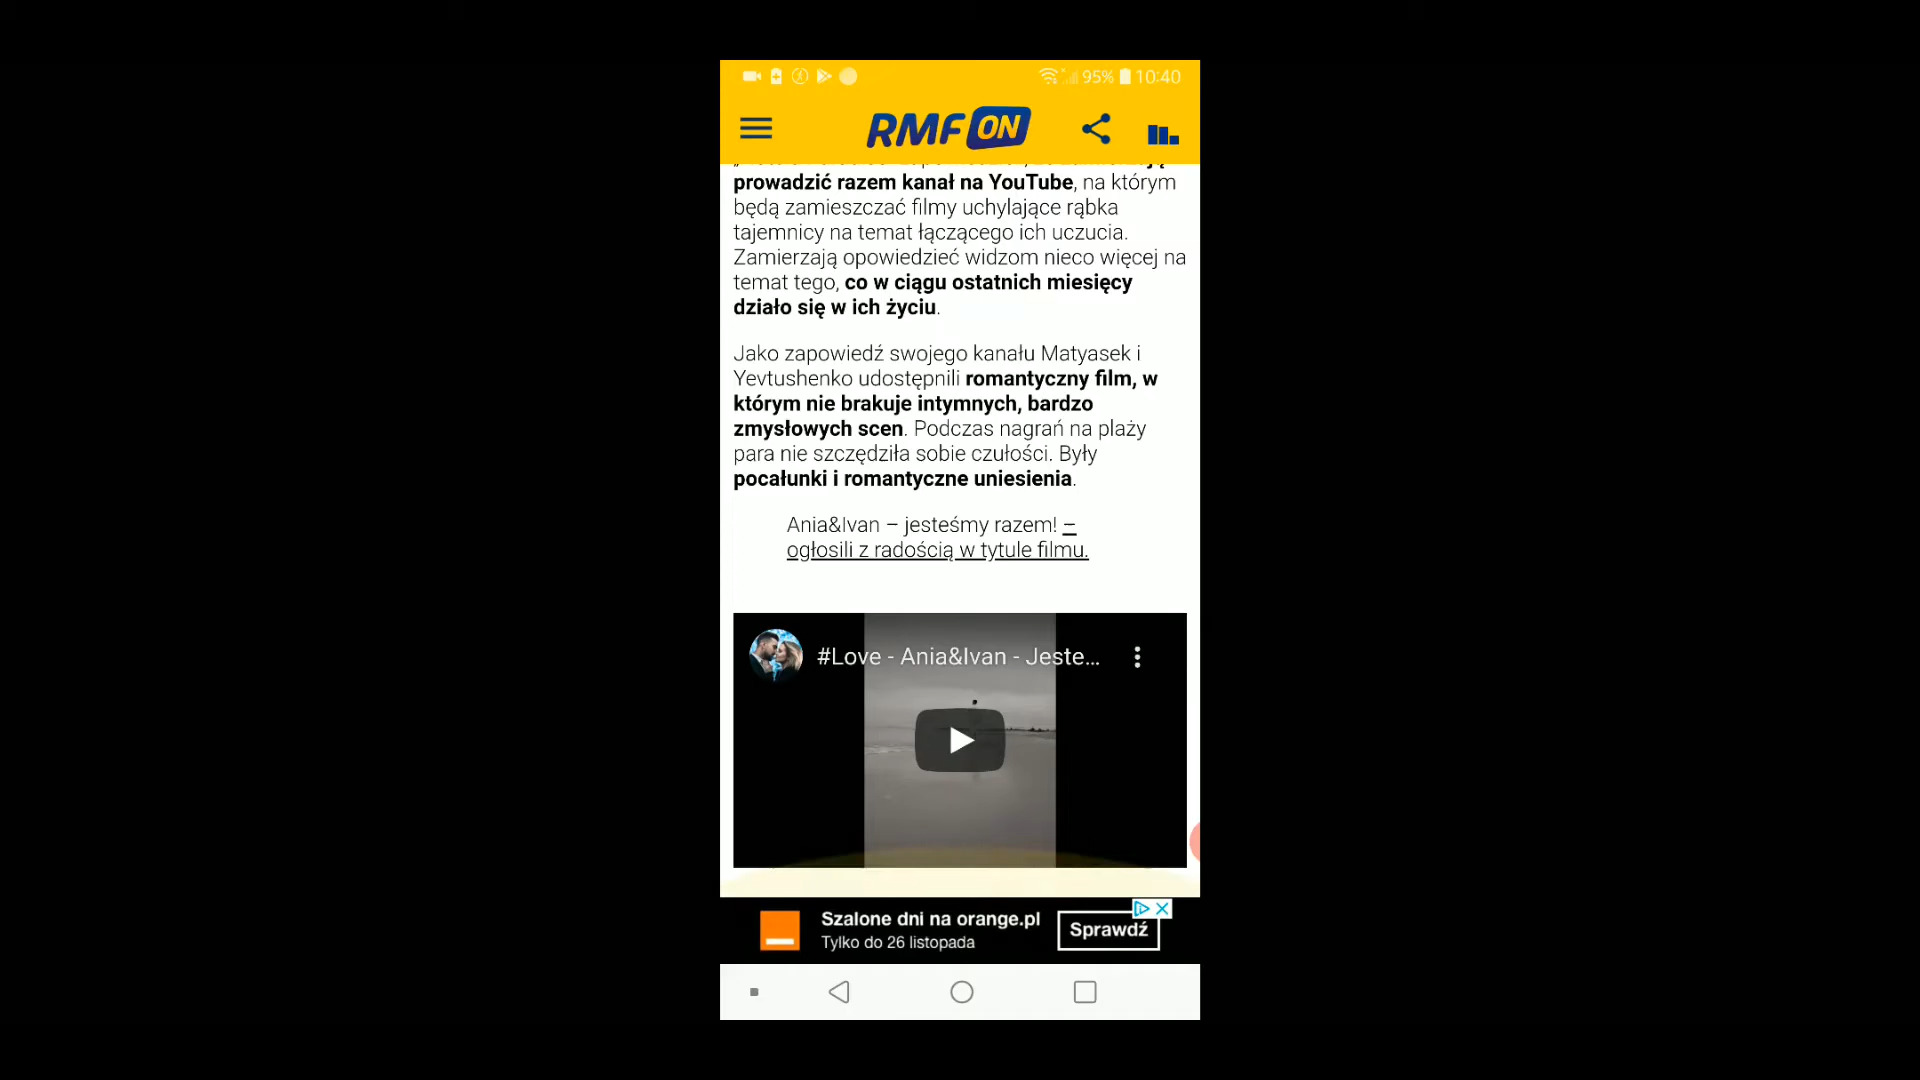 95% 10:40
RMF ON
prowadzić razem kanał na YouTube, na którym
będą zamieszczać filmy uchylające rąbka
tajemnicy na temat łączącego ich uczucia.
Zamierzają opowiedzieć widzom nieco więcej na
temat tego, co w ciągu ostatnich miesięcy
działo się w ich życiu.
Jako zapowiedź swojego kanału Matyasek i
Yevtushenko udostępnili romantyczny film, w
którym nie brakuje intymnych, bardzo
zmysłowych scen. Podczas nagrań na plaży
para nie szczędziła sobie czułości. Były
pocałunki i romantyczne uniesienia.
Ania&Ivan – jesteśmy razem! –
ogłosili z radością w tytule filmu.
#Love - Ania&Ivan - Jeste...
Szalone dni na orange.pl
Tylko do 26 listopada
Sprawdź